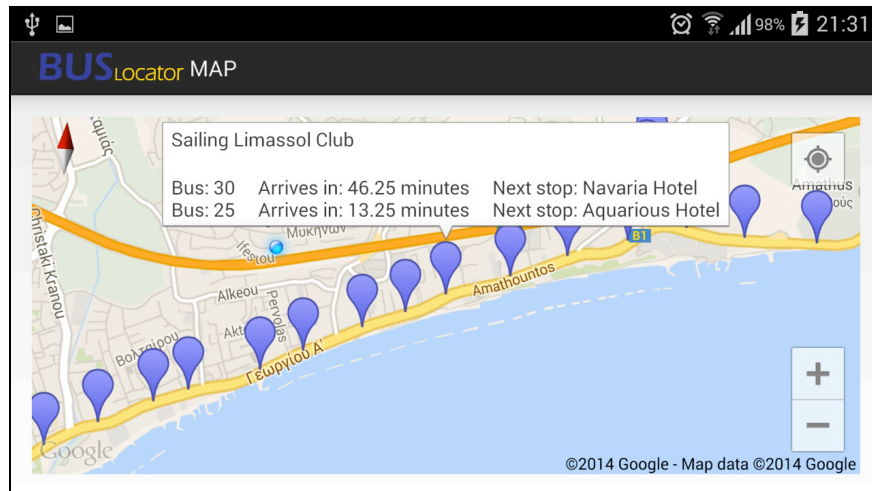 98% 21:31
BUSLocator MAP
Sailing Limassol Club
Bus: 30 Arrives in: 46.25 minutes Next stop: Navaria Hotel
Bus: 25 Arrives in: 13.25 minutes Next stop: Aquarious Hotel
Amathus
Christaki Kranou
Μυκηνών
Ifestou
B1
Alkeou
Pervolas
Amathountos
Γεωργίου Α'
Google
©2014 Google - Map data ©2014 Google